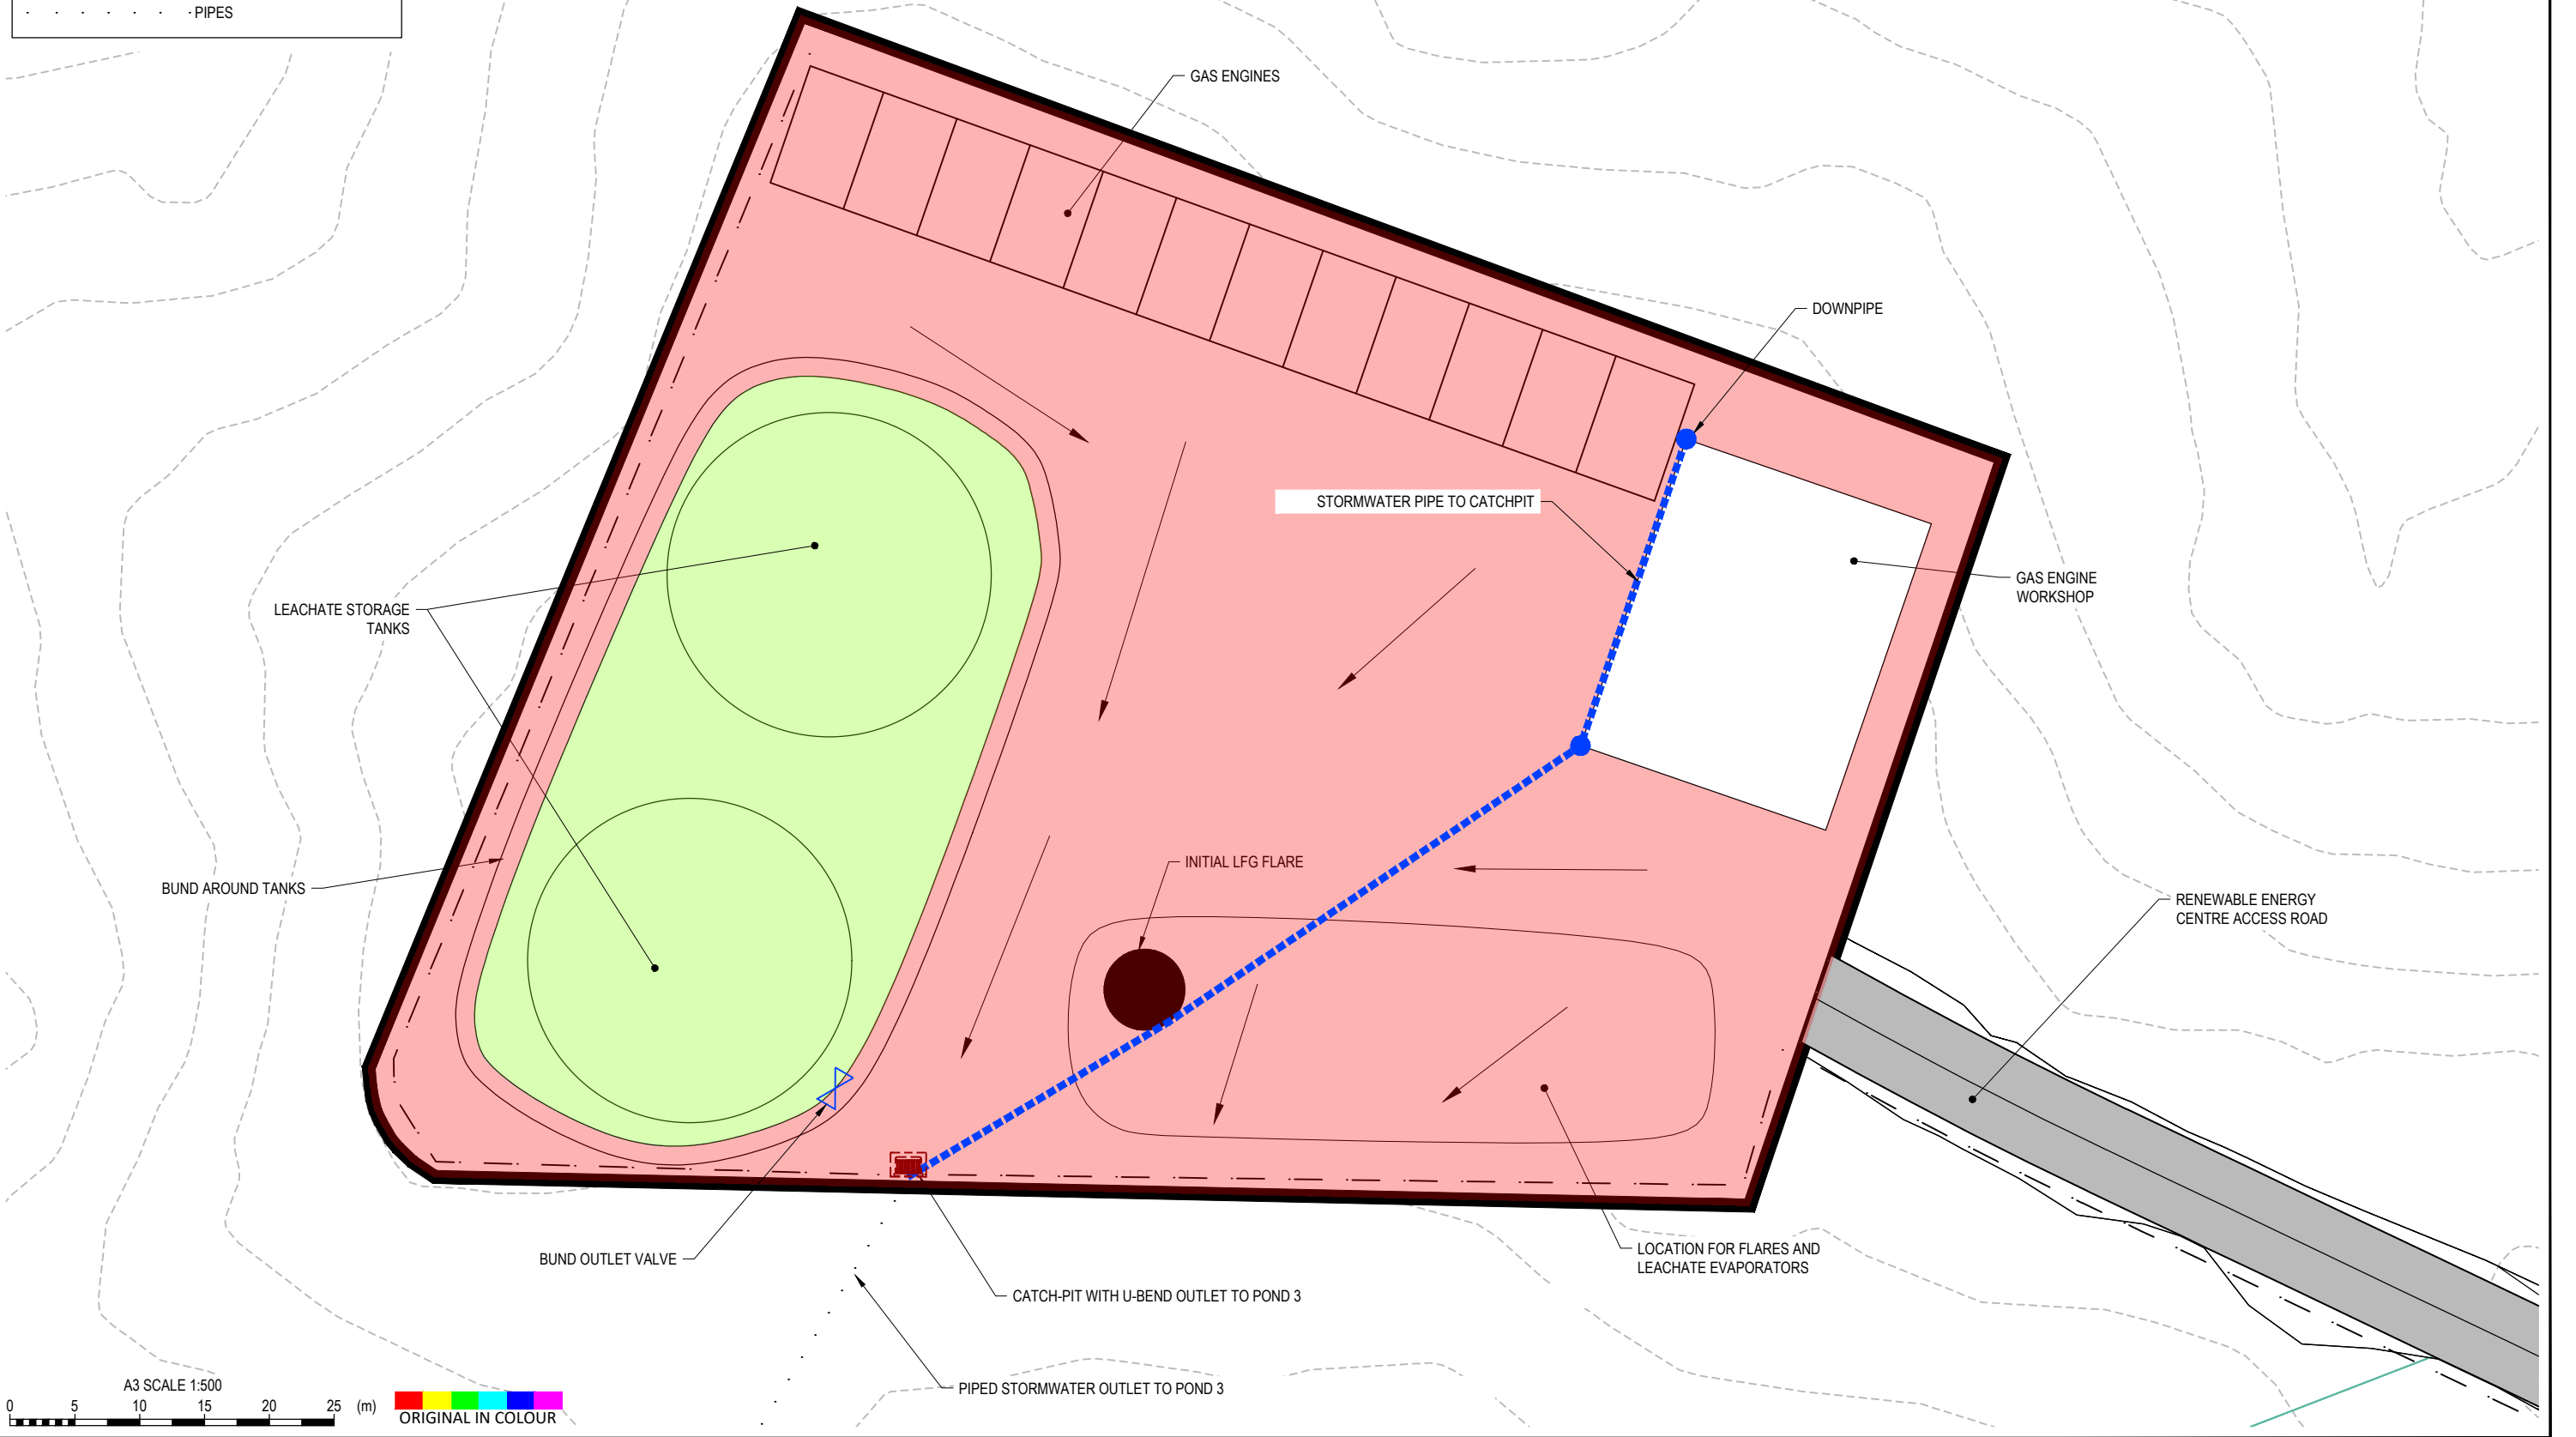 PIPES
GAS ENGINES
DOWNPIPE
STORMWATER PIPE TO CATCHPIT
GAS ENGINE
WORKSHOP
LEACHATE STORAGE
TANKS
INITIAL LFG FLARE
BUND AROUND TANKS
RENEWABLE ENERGY
CENTRE ACCESS ROAD
BUND OUTLET VALVE
LOCATION FOR FLARES AND
LEACHATE EVAPORATORS
CATCH-PIT WITH U-BEND OUTLET TO POND 3
PIPED STORMWATER OUTLET TO POND 3
A3 SCALE 1:500
0 5 10 15 20 25 (m)
ORIGINAL IN COLOUR